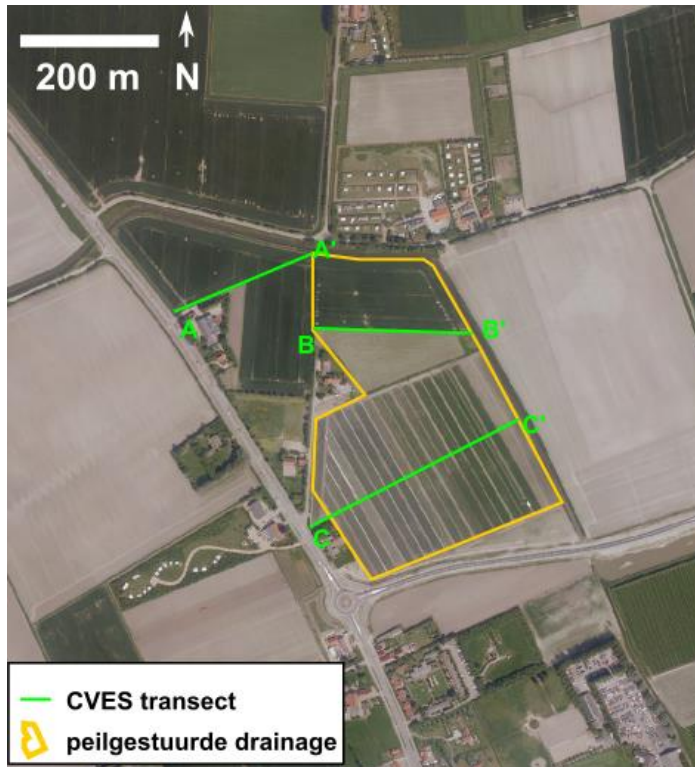 200 m N
A'
A
B
B'
C'
C
CVES transect
peilgestuurde drainage